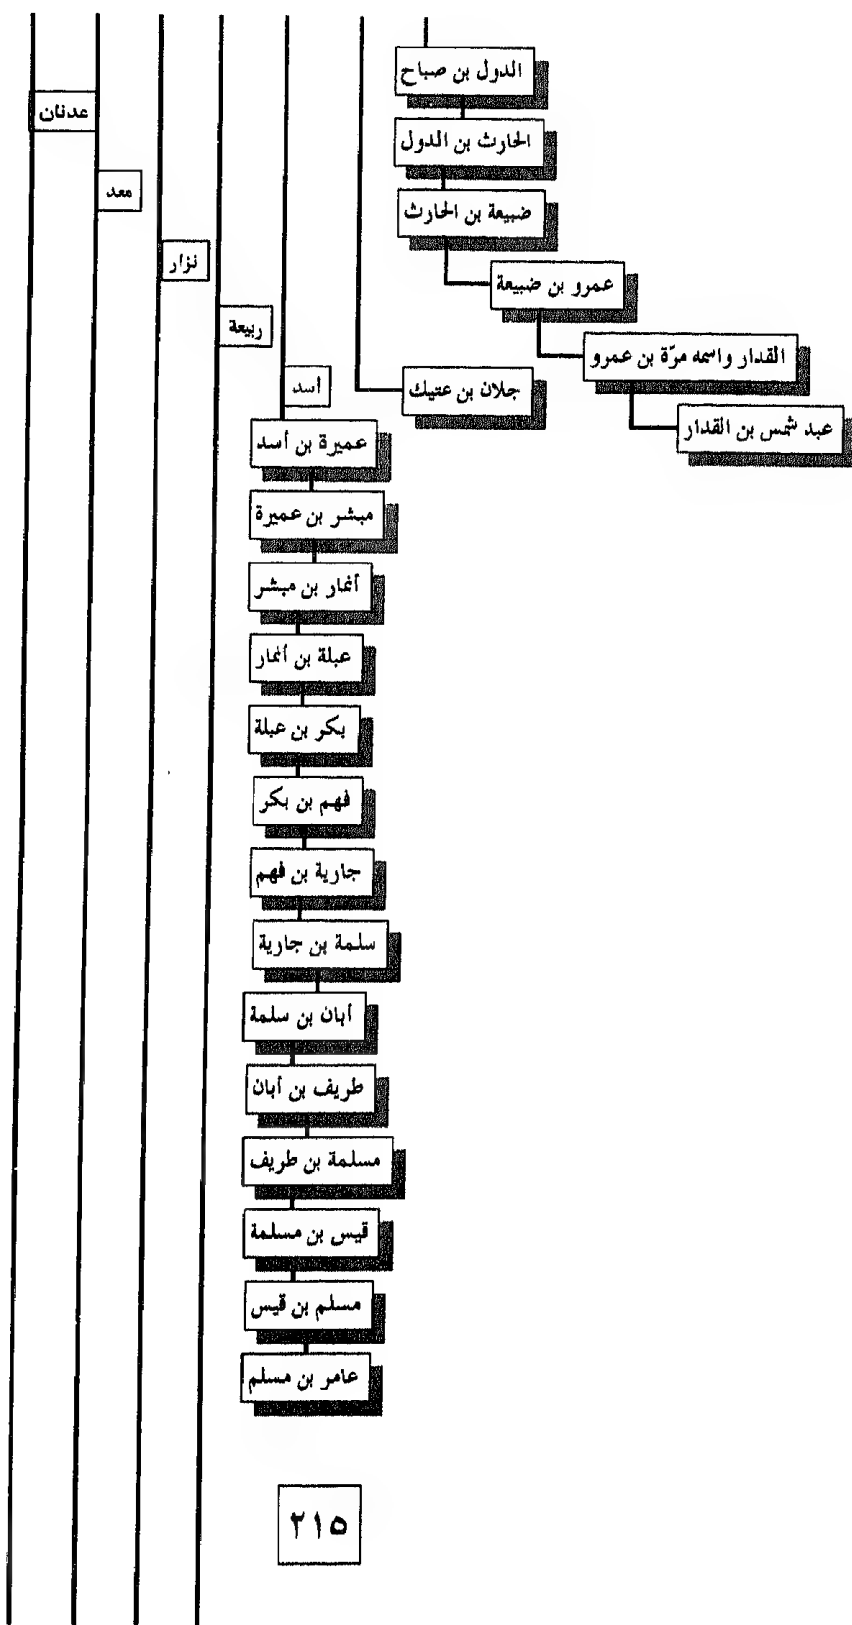 الدول بن صباح
عدنان
الحارث بن الدول
معد
ضبيعة بن الحارث
نزار
عمرو بن ضبيعة
ربيعة
القدار واسمه مرّة بن عمرو
أسد
جلان بن عتيك
عبد شمس بن القدار
عميرة بن أسد
مبشر بن عميرة
أنمار بن مبشر
عبلة بن أنمار
بكر بن عبلة
فهم بن بكر
جارية بن فهم
سلمة بن جارية
أبان بن سلمة
طريف بن أبان
مسلمة بن طريف
قيس بن مسلمة
مسلم بن قيس
عامر بن مسلم
٢١٥